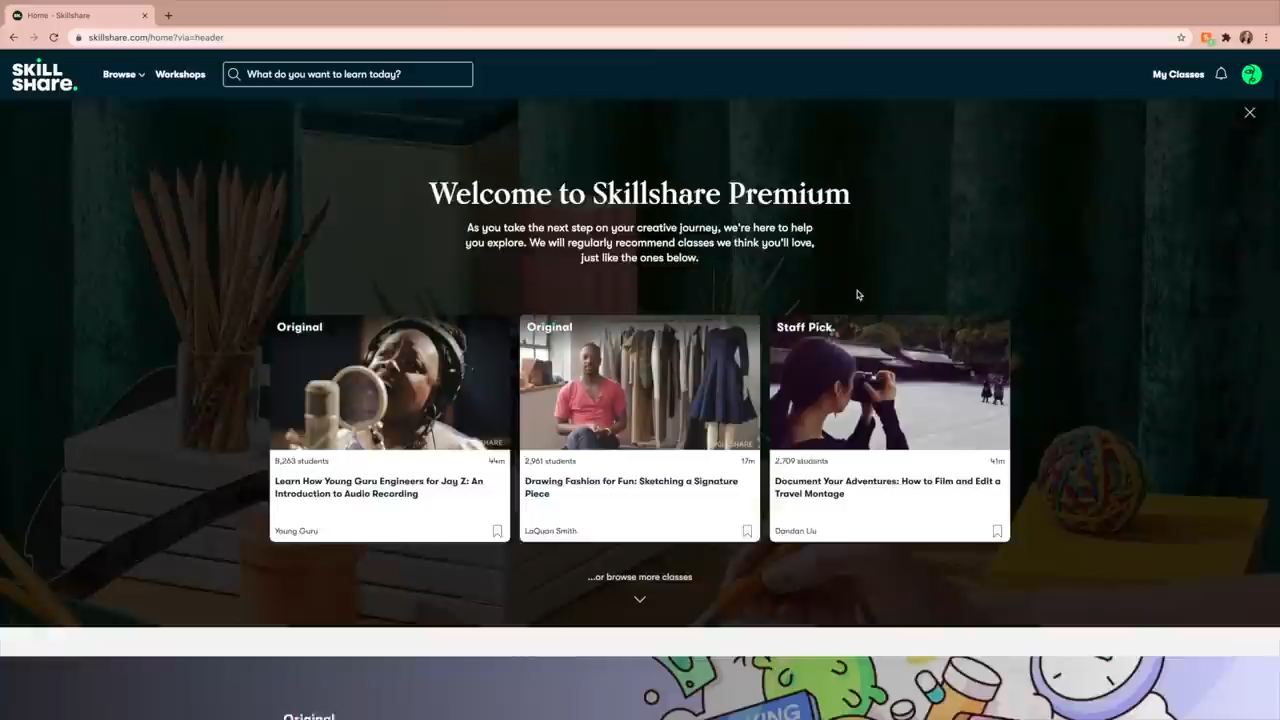 Home - Skillshare
skillshare.com/home?via=header
SKILL
SHARE.
Browse
Workshops
What do you want to learn today?
My Classes
Welcome to Skillshare Premium
As you take the next step on your creative journey, we're here to help
you explore. We will regularly recommend classes we think you'll love,
just like the ones below.
Original
8,263 students
44m
Learn How Young Guru Engineers for Jay Z: An
Introduction to Audio Recording
Young Guru
Original
SKILLSHARE
2,961 students
17m
Drawing Fashion for Fun: Sketching a Signature
Piece
LaQuan Smith
Staff Pick.
2,709 students
41m
Document Your Adventures: How to Film and Edit a
Travel Montage
Dandan Liu
...or browse more classes
Original
KING